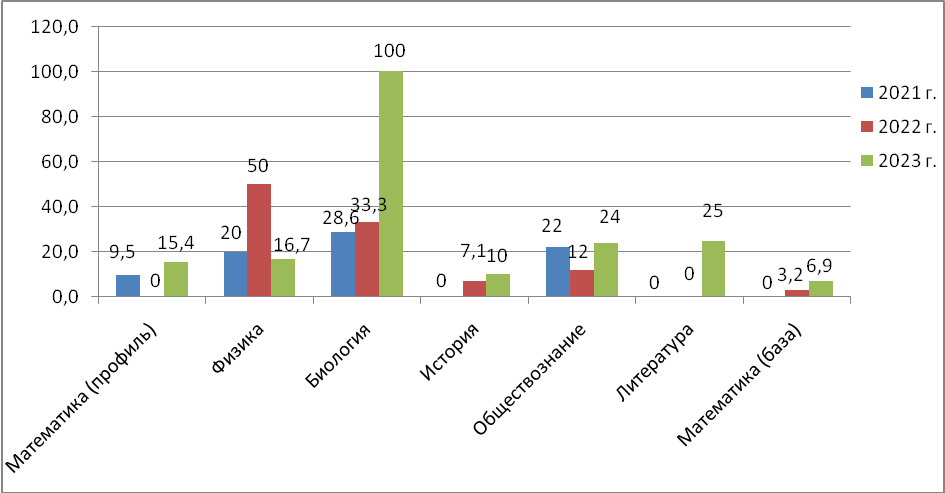 120,0
100,0
80,0
60,0
40,0
20,0
0,0
9,5
0
15,4
20
50
16,7
28,6
33,3
100
0
7,1
10
22
12
24
0
0
25
0
3,2
6,9
Математика (профиль)
Физика
Биология
История
Обществознание
Литература
Математика (база)
2021 г.
2022 г.
2023 г.